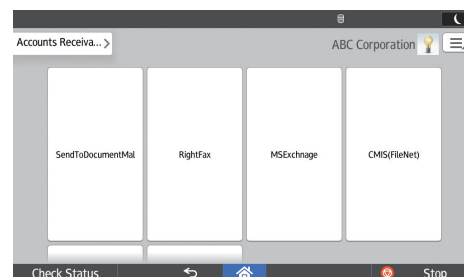 Accounts Receiva...
ABC Corporation
SendToDocumentMal
RightFax
MSExchnage
CMIS(FileNet)
Check Status
Stop